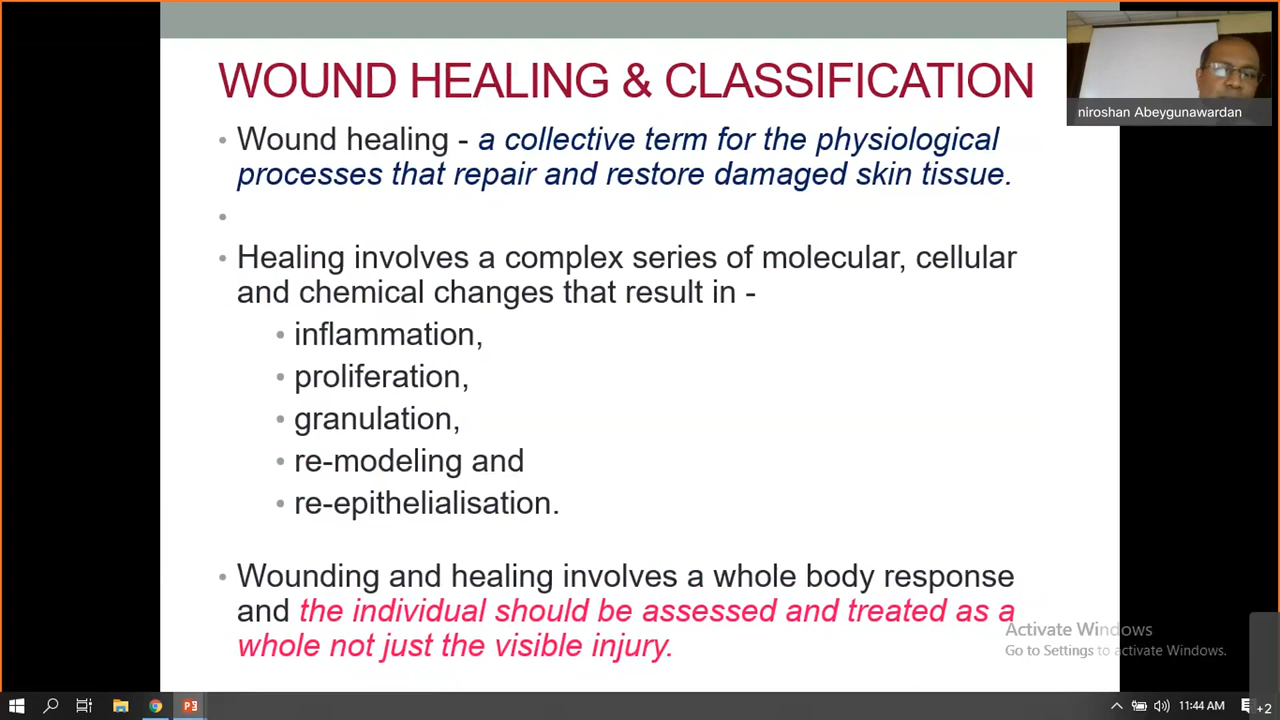 WOUND HEALING & CLASSIFICATION
niroshan Abeygunawardan
• Wound healing - a collective term for the physiological
processes that repair and restore damaged skin tissue.
•
• Healing involves a complex series of molecular, cellular
and chemical changes that result in -
• inflammation,
• proliferation,
• granulation,
• re-modeling and
• re-epithelialisation.
• Wounding and healing involves a whole body response
and the individual should be assessed and treated as a
whole not just the visible injury.
Activate Windows
Go to Settings to activate Windows.
11:44 AM
+2